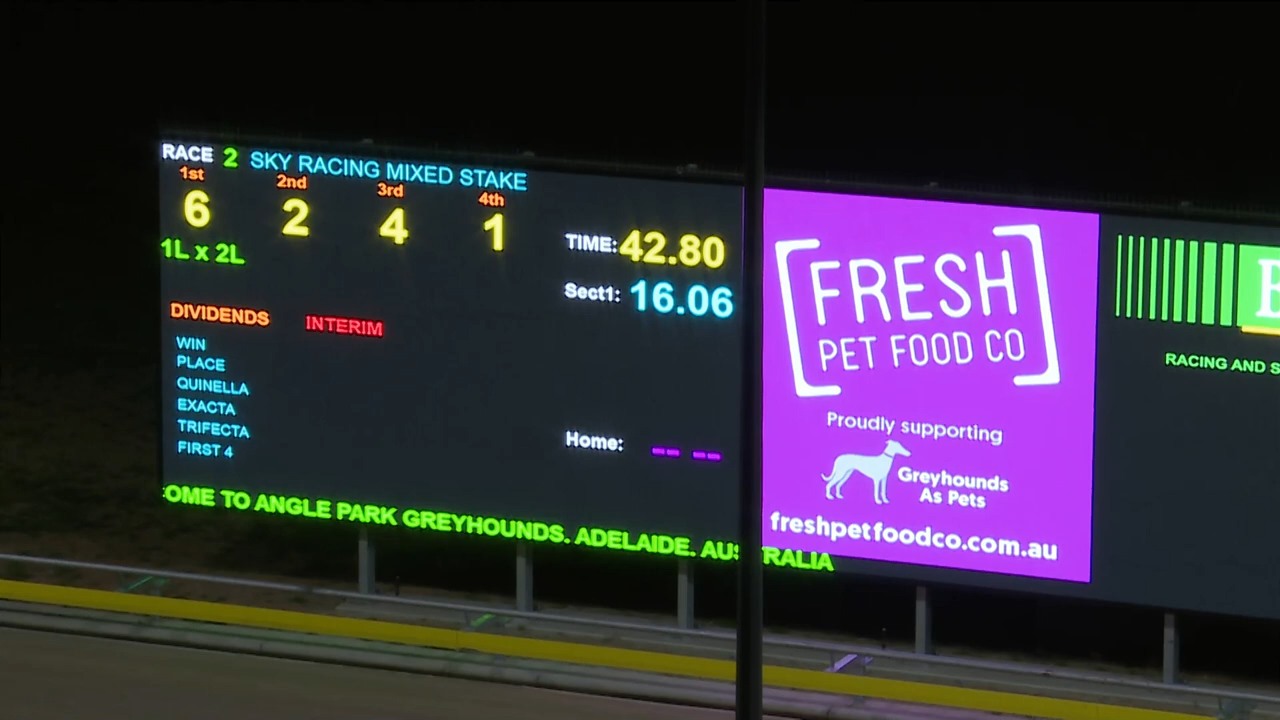 RACE 2 SKY RACING MIXED STAKE
1st 2nd 3rd 4th
6 2 4 1
1L x 2L
TIME: 42.80
Sect1: 16.06
DIVIDENDS INTERIM
WIN
PLACE
QUINELLA
EXACTA
TRIFECTA
FIRST 4
Home: -- --
OME TO ANGLE PARK GREYHOUNDS. ADELAIDE. AUSTRALIA
FRESH
PET FOOD CO
Proudly supporting
Greyhounds
As Pets
freshpetfoodco.com.au
RACING AND S